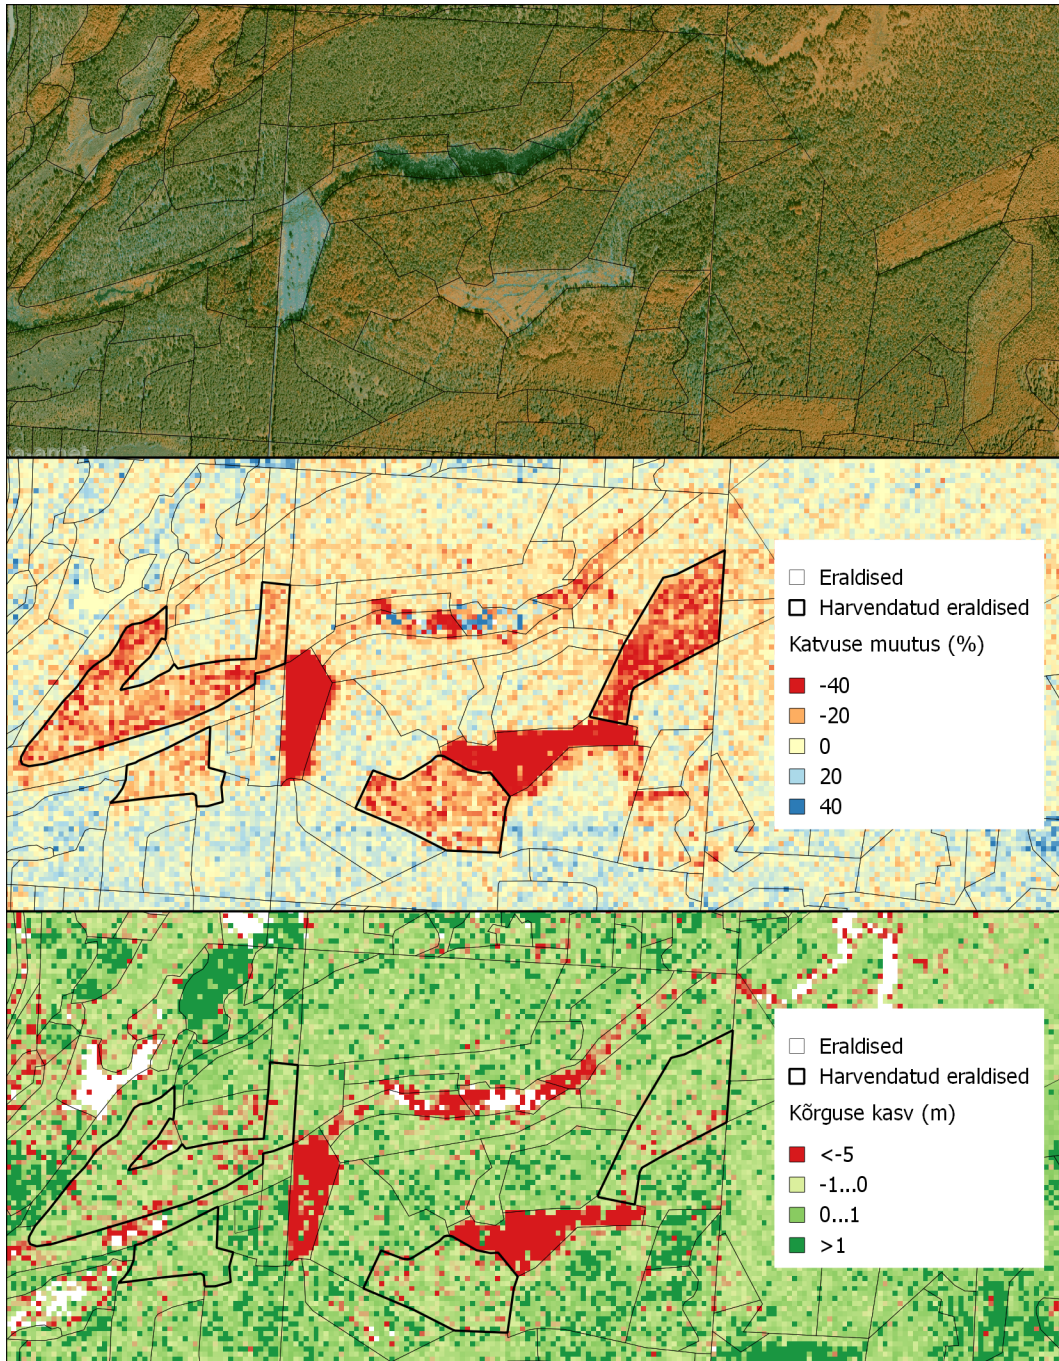 Eraldised
Harvendatud eraldised
Katvuse muutus (%)
-40
-20
0
20
40
Eraldised
Harvendatud eraldised
Kõrguse kasv (m)
<-5
-1...0
0...1
>1